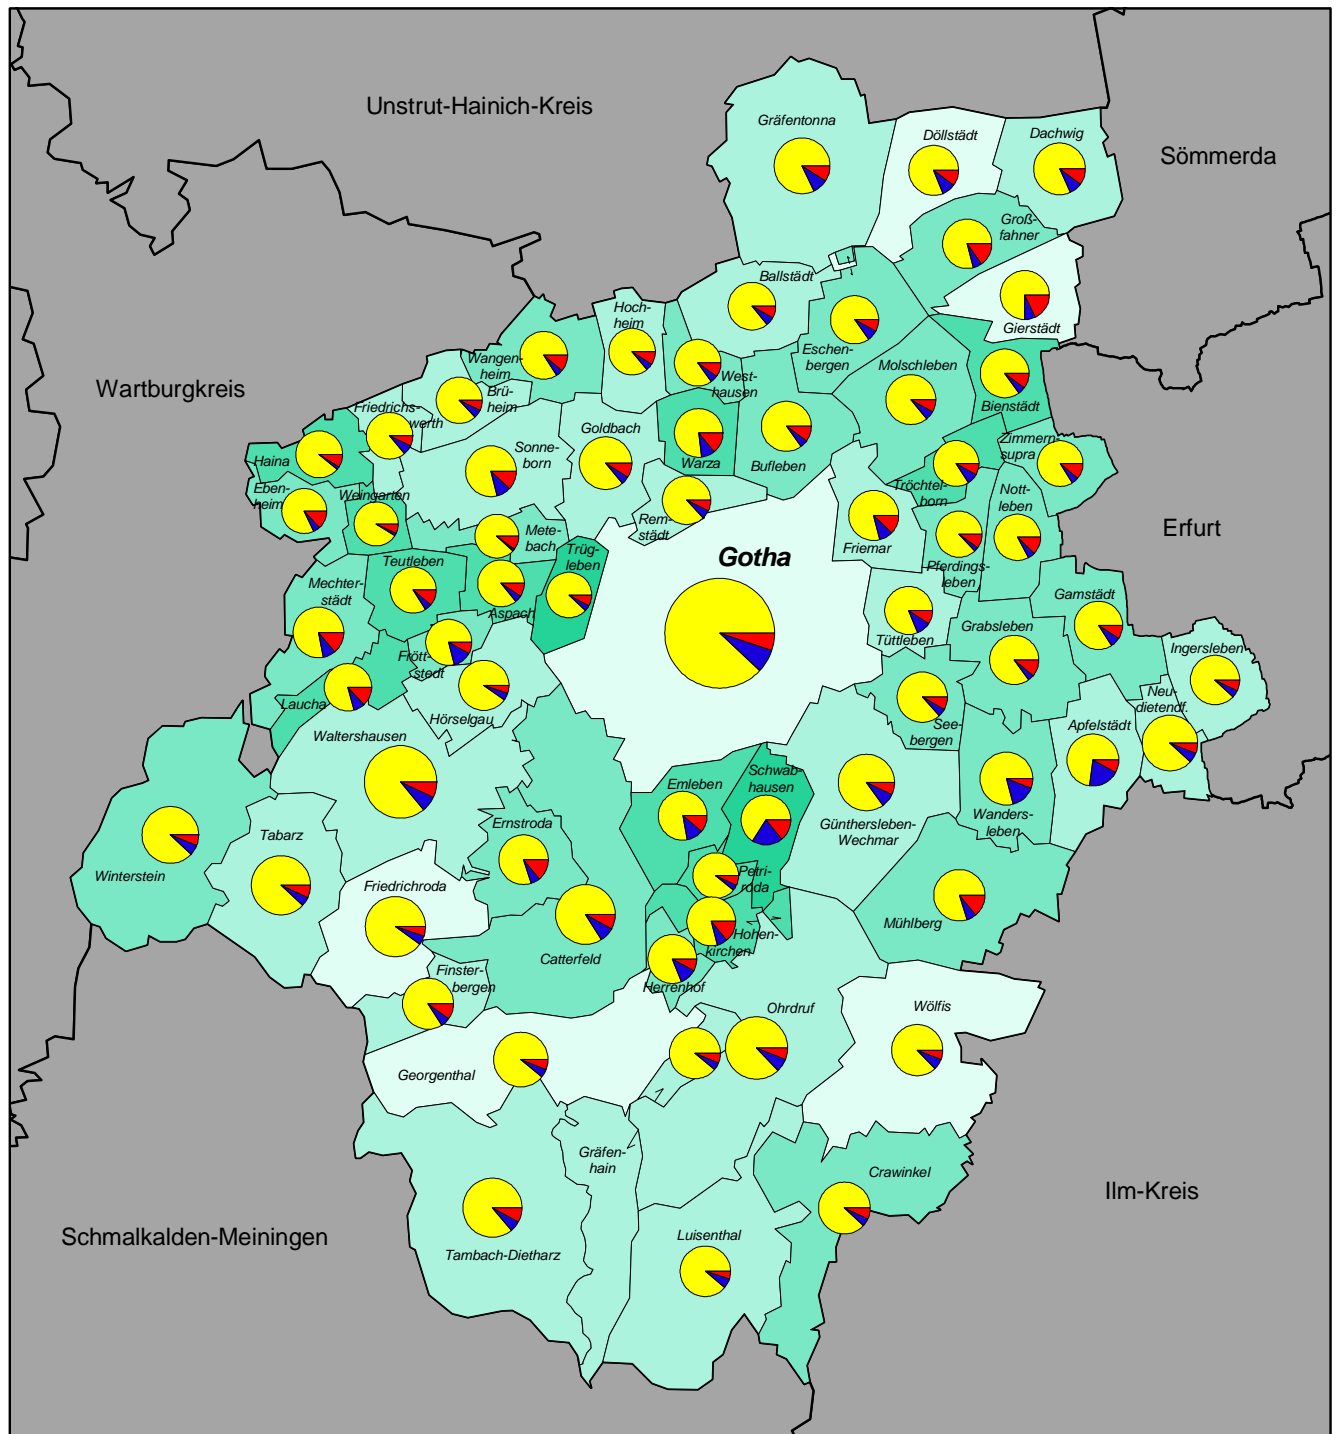 Unstrut-Hainich-Kreis
Gräfentonna
Döllstädt
Dachwig
Sömmerda
Groß-
fahner
Ballstädt
Hoch-
heim
Gierstädt
Wangen-
heim
Eschen-
bergen
Molschleben
West-
hausen
Wartburgkreis
Brü-
heim
Bienstädt
Friedrichs-
werth
Goldbach
Sonne-
born
Zimmern-
supra
Haina
Warza
Bufleben
Eben-
heim
Weingarten
Tröchtel-
born
Nott-
leben
Rem-
städt
Mete-
bach
Erfurt
Friemar
Trüg-
leben
Gotha
Teutleben
Pferdings-
leben
Mechter-
städt
Aspach
Gamstädt
Tüttleben
Grabsleben
Frött-
stedt
Ingersleben
Laucha
Hörselgau
See-
bergen
Neu-
dietendf.
Apfelstädt
Waltershausen
Schwab-
hausen
Emleben
Ernstroda
Günthersleben-
Wechmar
Wanders-
leben
Tabarz
Winterstein
Petri-
roda
Friedrichroda
Mühlberg
Hohen-
kirchen
Catterfeld
Finster-
bergen
Herrenhof
Ohrdruf
Wölfis
Georgenthal
Gräfen-
hain
Crawinkel
Ilm-Kreis
Schmalkalden-Meiningen
Luisenthal
Tambach-Dietharz